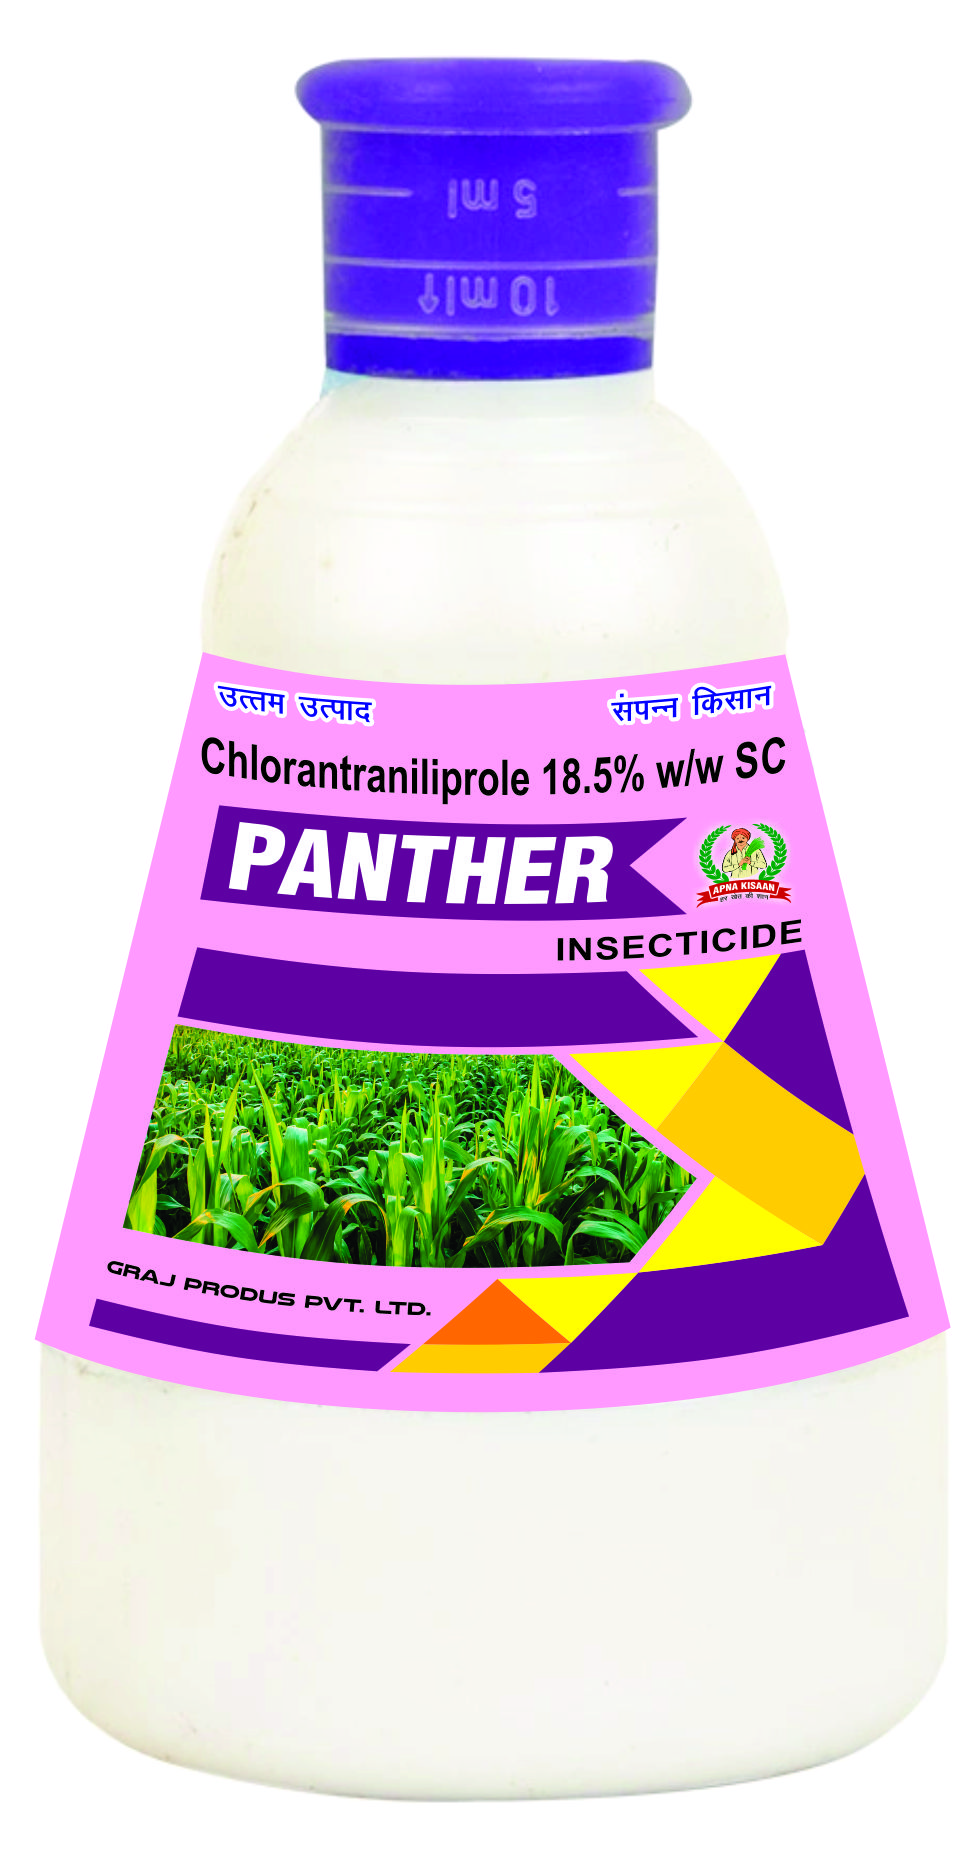 5 ml
10 ml↑
उत्तम उत्पाद
संपन्न किसान
Chlorantraniliprole 18.5% w/w SC
PANTHER
APNA KISAAN
हर खेत की शान
INSECTICIDE
GRAJ PRODUS PVT. LTD.